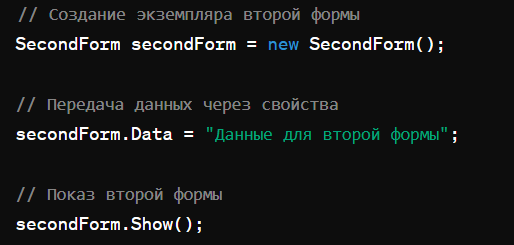 // Создание экземпляра второй формы
SecondForm secondForm = new SecondForm();
// Передача данных через свойства
secondForm.Data = "Данные для второй формы";
// Показ второй формы
secondForm.Show();